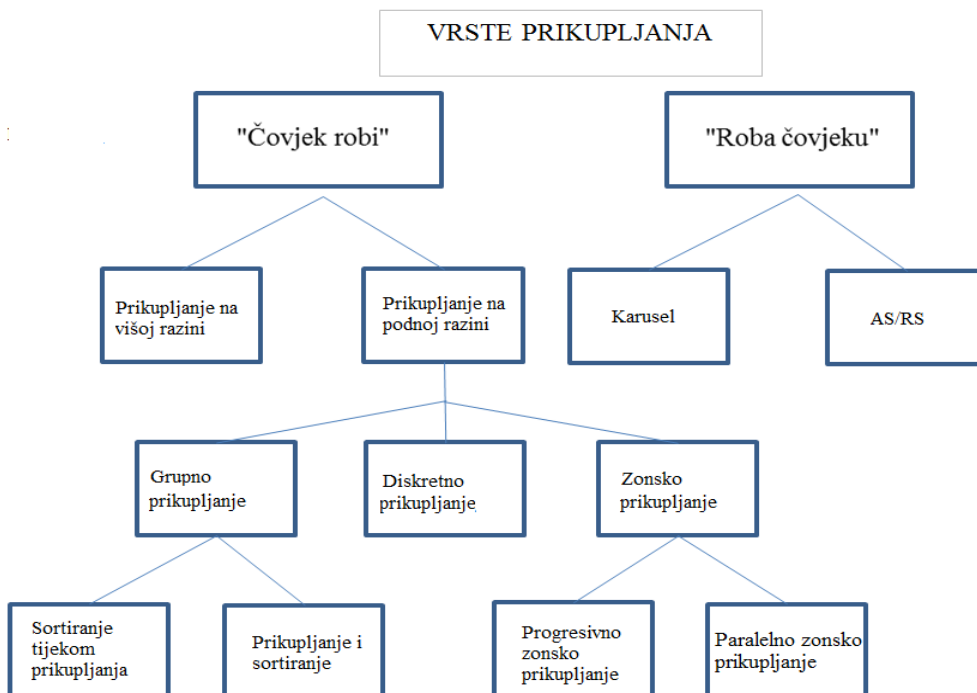 VRSTE PRIKUPLJANJA
"Čovjek robi"
"Roba čovjeku"
Prikupljanje na
višoj razini
Prikupljanje na
podnoj razini
Karusel
AS/RS
Grupno
prikupljanje
Diskretno
prikupljanje
Zonsko
prikupljanje
Sortiranje
tijekom
prikupljanja
Prikupljanje i
sortiranje
Progresivno
zonsko
prikupljanje
Paralelno zonsko
prikupljanje